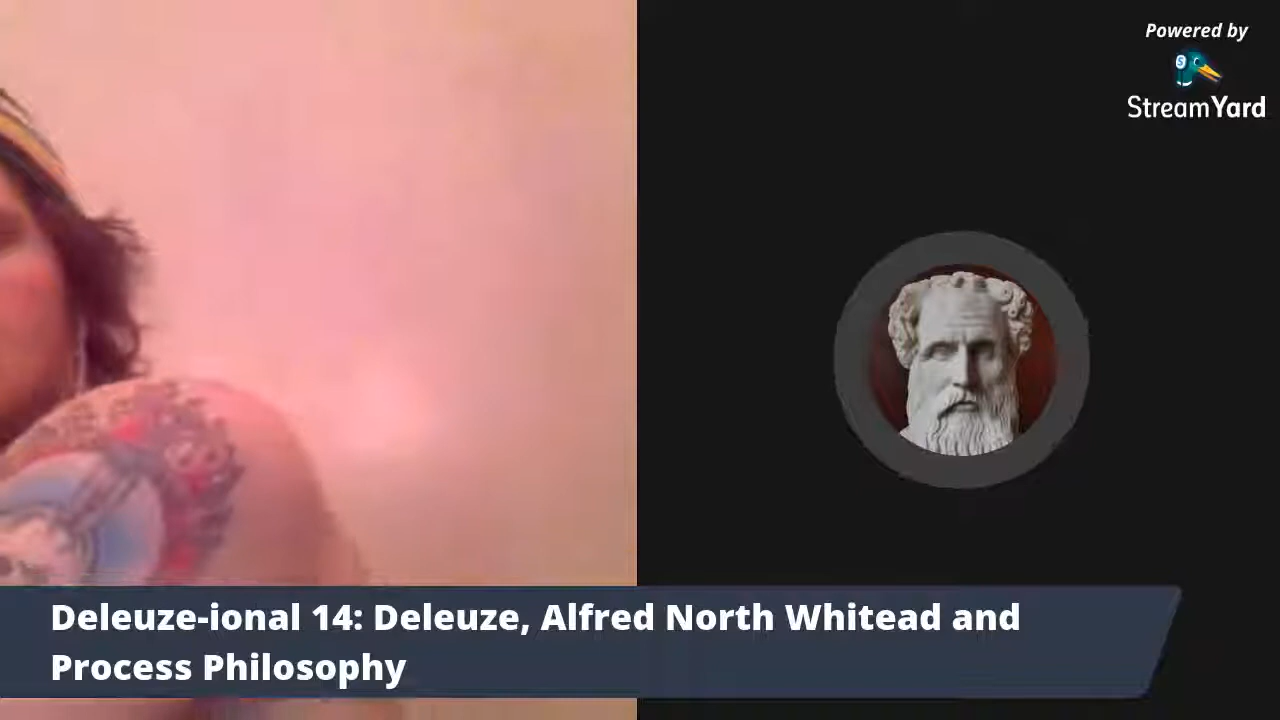 Powered by
StreamYard
Deleuze-ional 14: Deleuze, Alfred North Whitead and
Process Philosophy